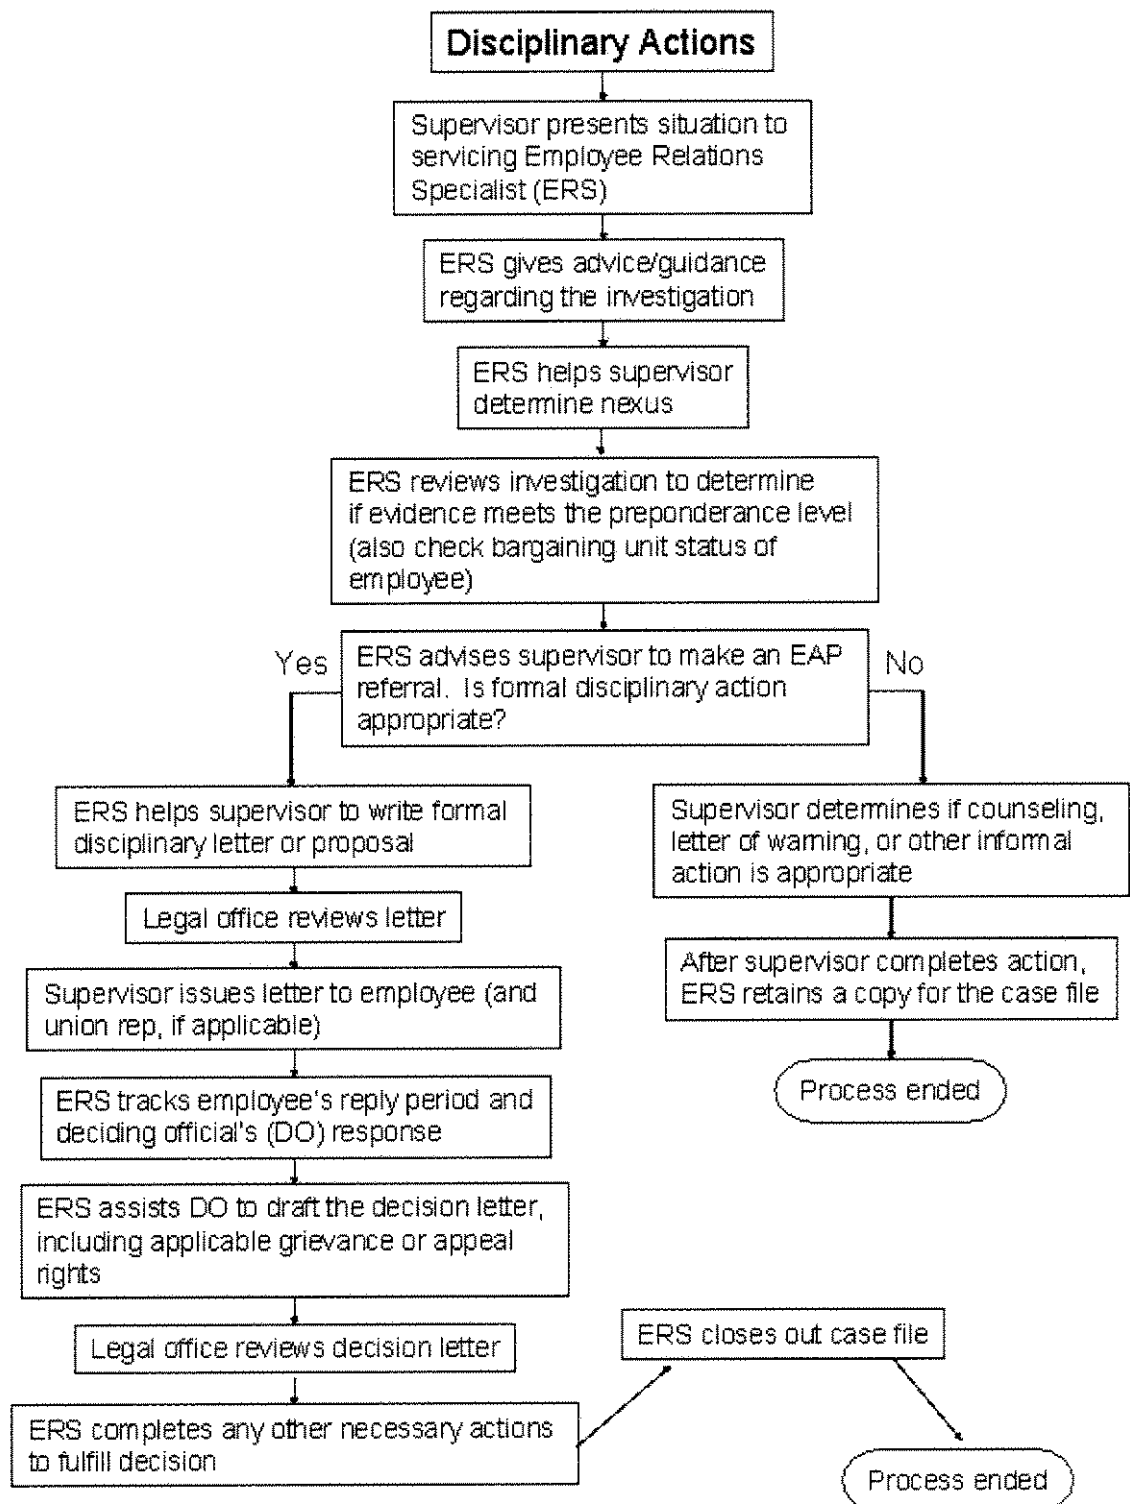 Disciplinary Actions
Supervisor presents situation to
servicing Employee Relations
Specialist (ERS)
ERS gives advice/guidance
regarding the investigation
ERS helps supervisor
determine nexus
ERS reviews investigation to determine
if evidence meets the preponderance level
(also check bargaining unit status of
employee)
Yes
ERS advises supervisor to make an EAP
referral. Is formal disciplinary action
appropriate?
No
ERS helps supervisor to write formal
disciplinary letter or proposal
Legal office reviews letter
Supervisor issues letter to employee (and
union rep, if applicable)
ERS tracks employee's reply period and
deciding official's (DO) response
ERS assists DO to draft the decision letter,
including applicable grievance or appeal
rights
Legal office reviews decision letter
ERS completes any other necessary actions
to fulfill decision
ERS closes out case file
Process ended
Supervisor determines if counseling,
letter of warning, or other informal
action is appropriate
After supervisor completes action,
ERS retains a copy for the case file
Process ended